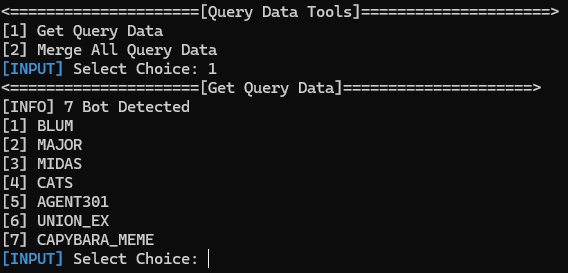 <=====================[Query Data Tools]=====================>
[1] Get Query Data
[2] Merge All Query Data
[INPUT] Select Choice: 1
<=====================[Get Query Data]=====================>
[INFO] 7 Bot Detected
[1] BLUM
[2] MAJOR
[3] MIDAS
[4] CATS
[5] AGENT301
[6] UNION_EX
[7] CAPYBARA_MEME
[INPUT] Select Choice: